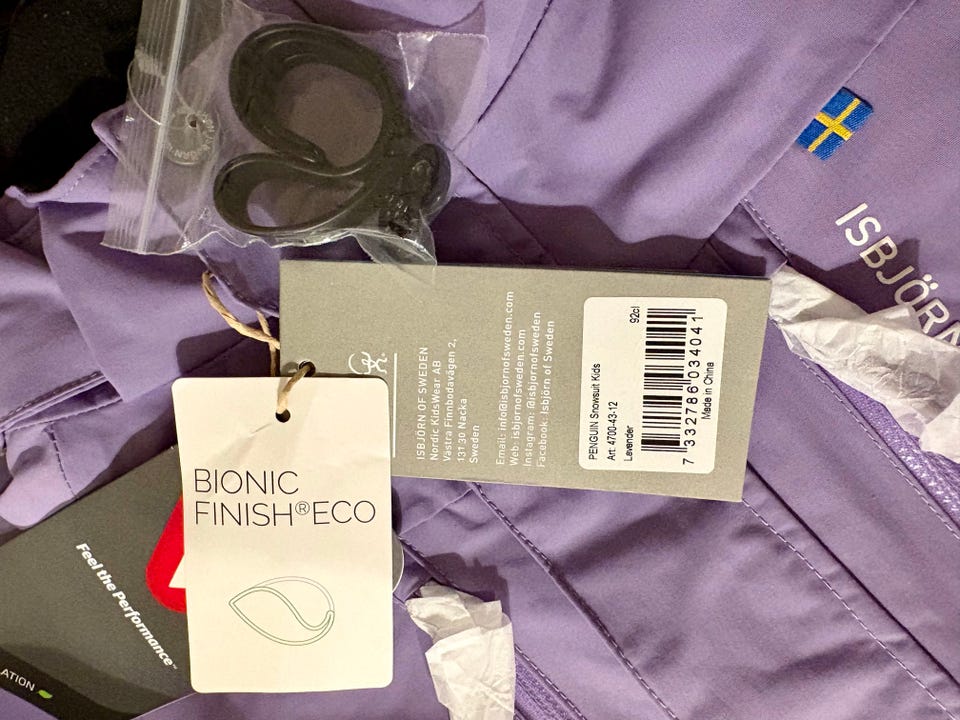 ISBJÖRN
ISBJÖRN OF SWEDEN
Nordic KidsWear AB
Västra Finnbodavägen 2,
131 30 Nacka
Sweden
Email: info@isbjornofsweden.com
Web: isbjornofsweden.com
Instagram: @isbjornofsweden
Facebook: Isbjörn of Sweden
92cl
PENGUIN Snowsuit Kids
Art. 4700-43-12
Lavender
7 332786 034041
Made in China
BIONIC
FINISH®ECO
Feel the Performance™
ATION